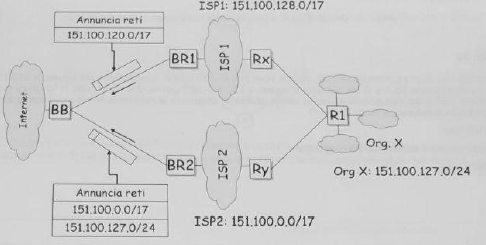 ISP1: 151.100.128.0/17
Annuncia reti
151.100.120.0/17
Internet
BB
BR1
ISP 1
Rx
R1
Org. X
Org X: 151.100.127.0/24
BR2
ISP 2
Ry
Annuncia reti
151.100.0.0/17
151.100.127.0/24
ISP2: 151.100.0.0/17